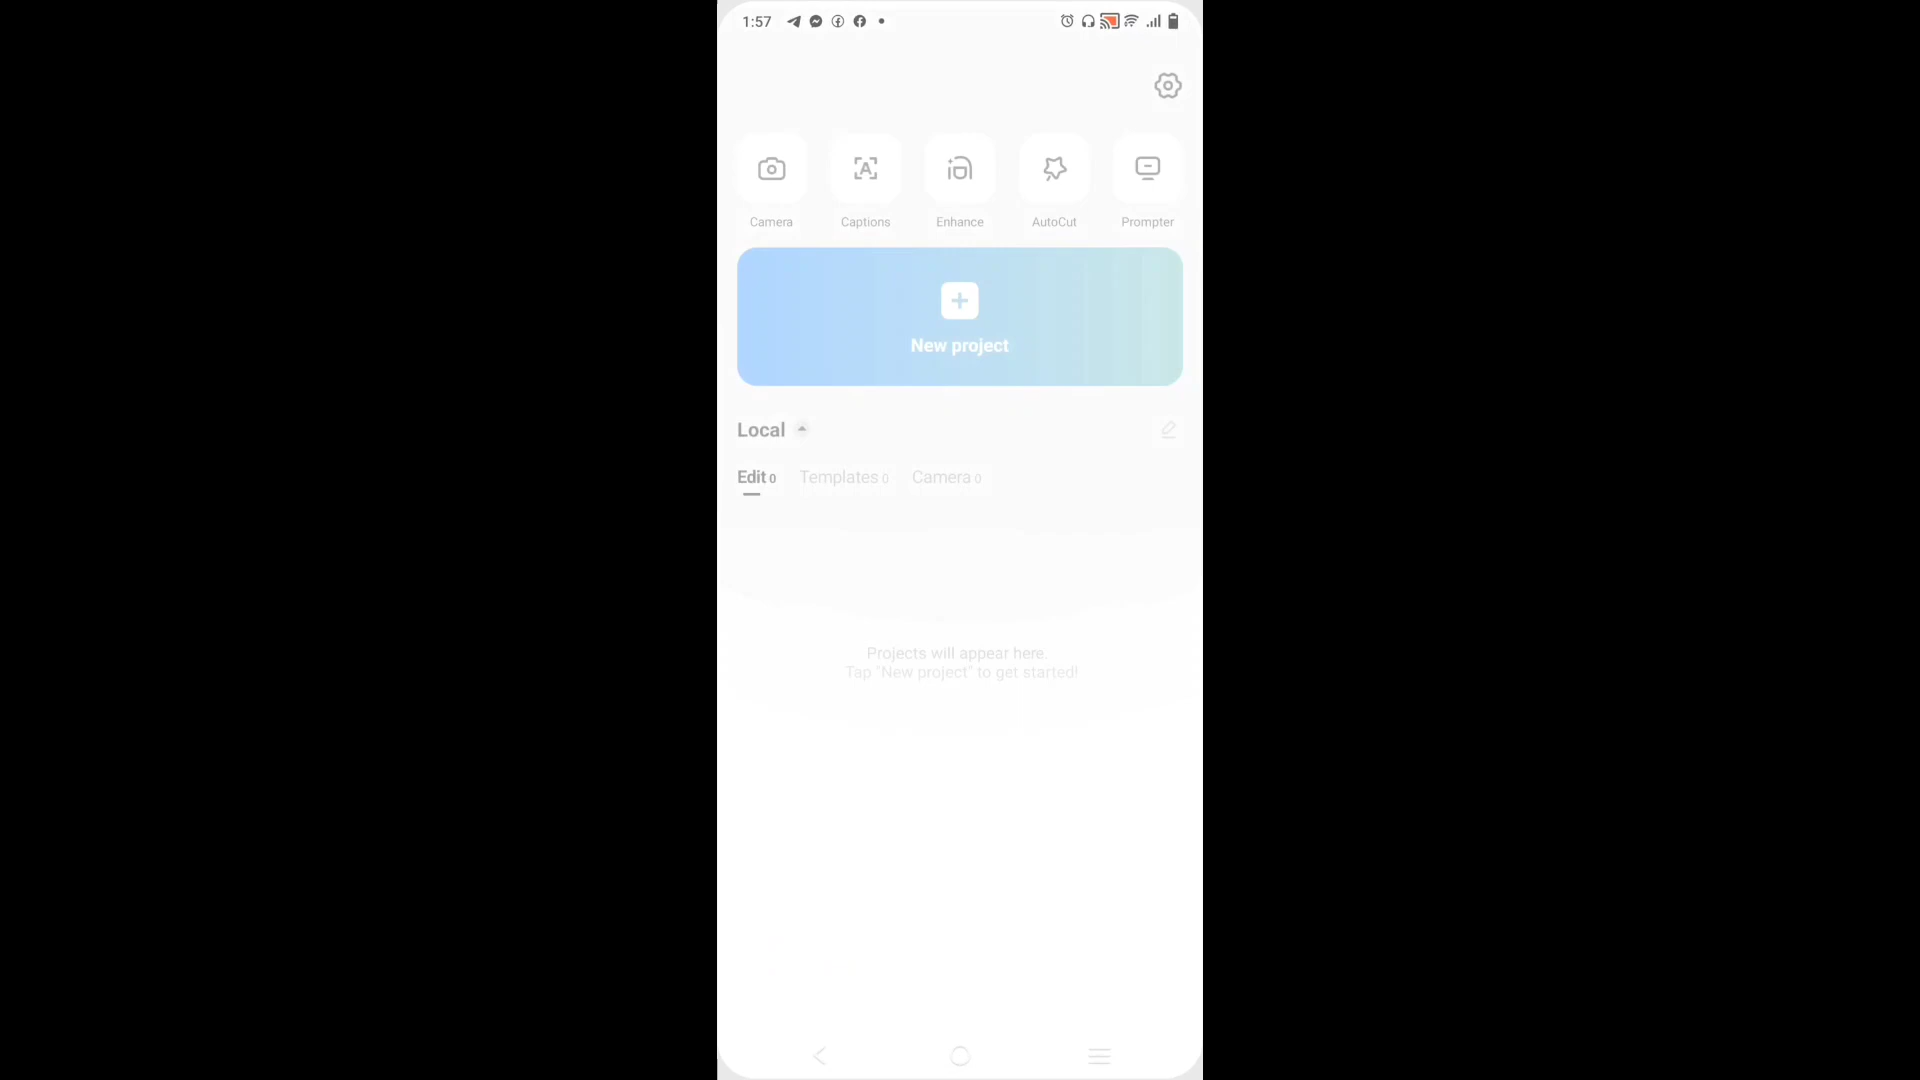 1:57
Camera Captions Enhance AutoCut Prompter
New project
Local
Edit 0 Templates 0 Camera 0
Projects will appear here.
Tap "New project" to get started!